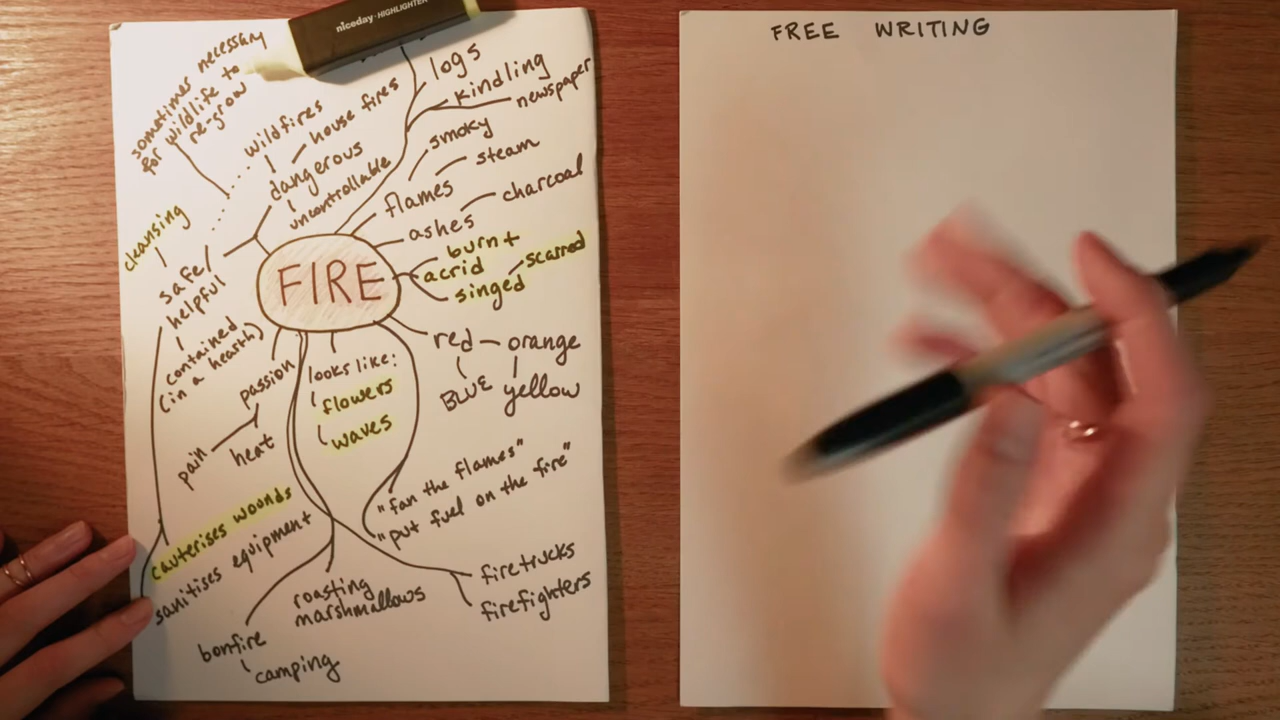 niceday · HIGHLIGHTER
sometimes necessary
for wildlife to
re-grow
wildfires
house fires
dangerous
uncontrollable
logs
kindling
newspaper
smoky
steam
flames
charcoal
ashes
burnt
acrid
scarred
singed
cleansing
safe/
helpful
(contained
in a hearth)
FIRE
passion
pain
heat
looks like:
flowers
waves
red
orange
BLUE
yellow
"fan the flames"
"put fuel on the fire"
cauterises wounds
sanitises equipment
roasting
marshmallows
firetrucks
firefighters
bonfire
camping
FREE WRITING